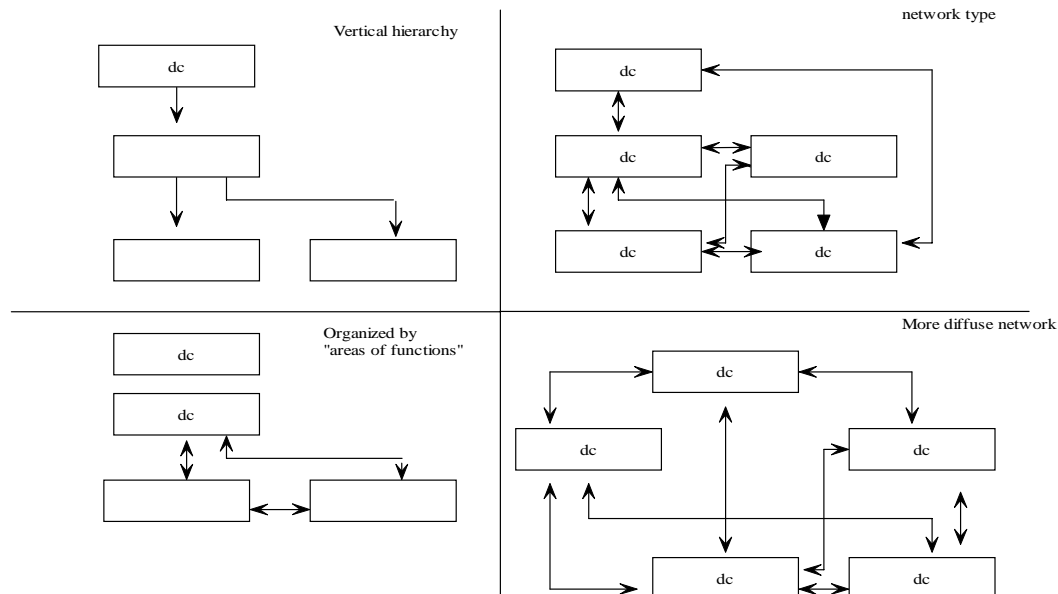 Vertical hierarchy
dc
network type
dc
dc
dc
dc
dc
Organized by
"areas of functions"
dc
dc
More diffuse network
dc
dc
dc
dc
dc